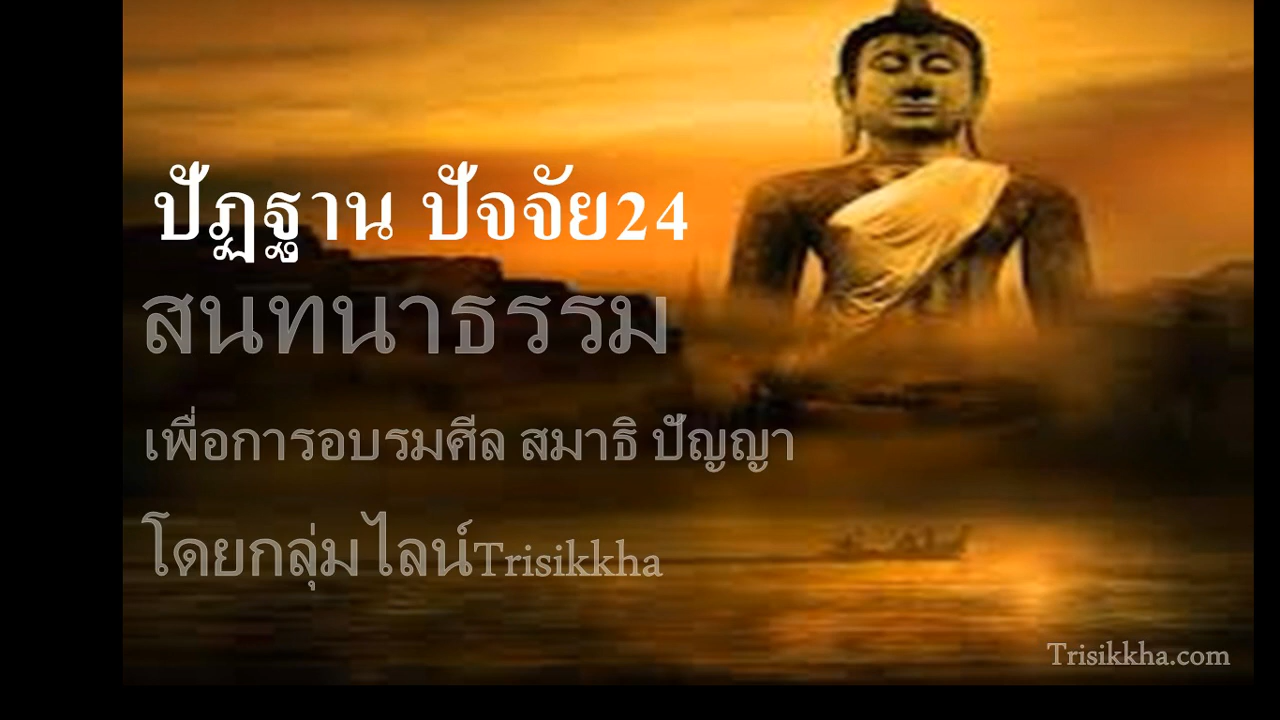 ปัฏฐาน ปัจจัย24
สนทนาธรรม
เพื่อการอบรมศีล สมาธิ ปัญญา
โดยกลุ่มไลน์Trisikkha
Trisikkha.com